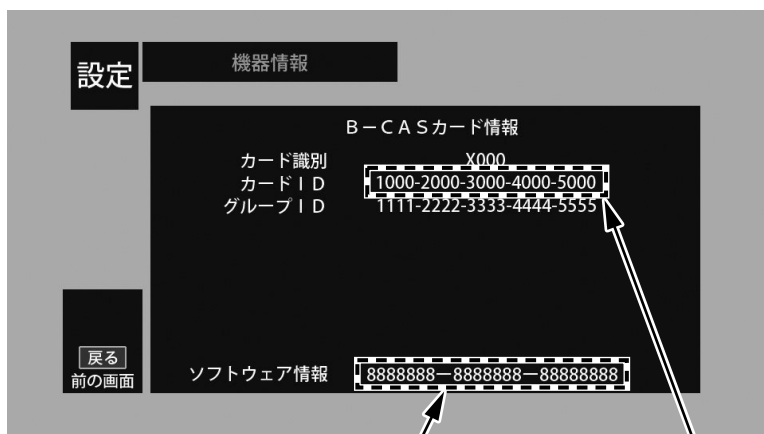 設定
機器情報
B－CASカード情報
カード識別 X000
カードID 1000-2000-3000-4000-5000
グループID 1111-2222-3333-4444-5555
ソフトウェア情報 8888888－8888888－88888888
戻る
前の画面